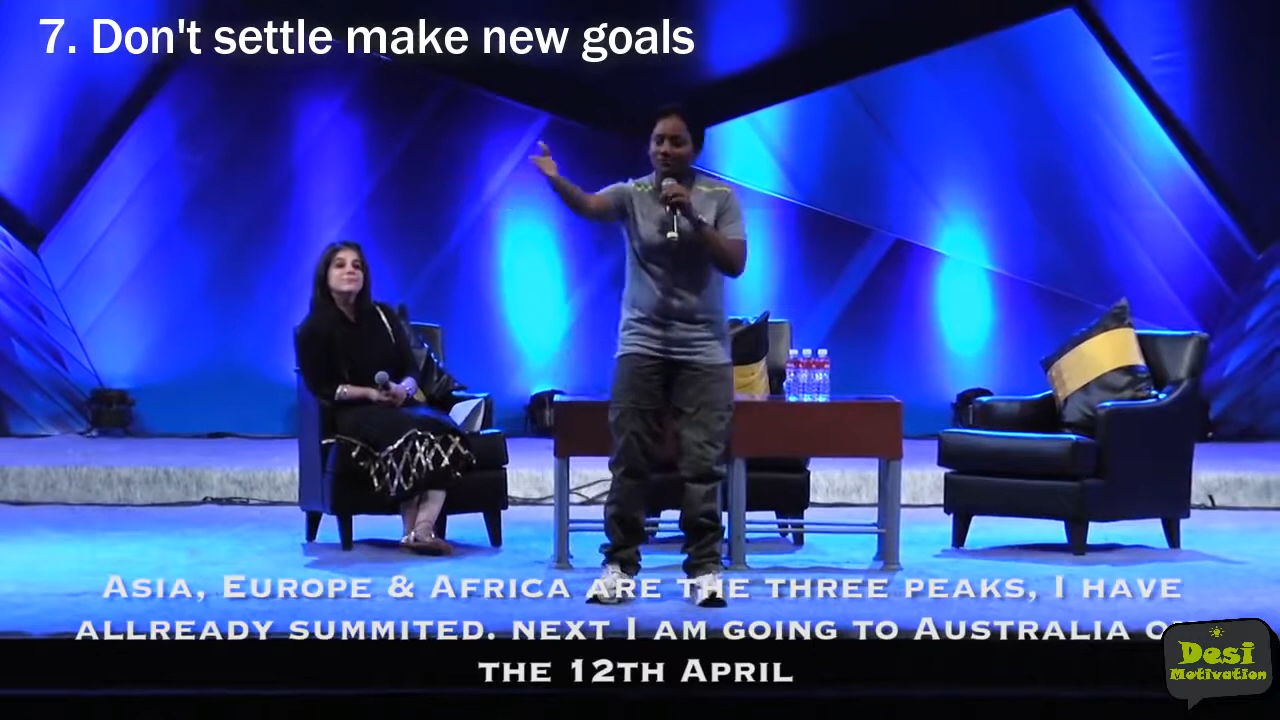 7. Don't settle make new goals
Asia, Europe & Africa are the three peaks, I have
allready summited. next I am going to Australia
the 12th April
Desi
Motivation